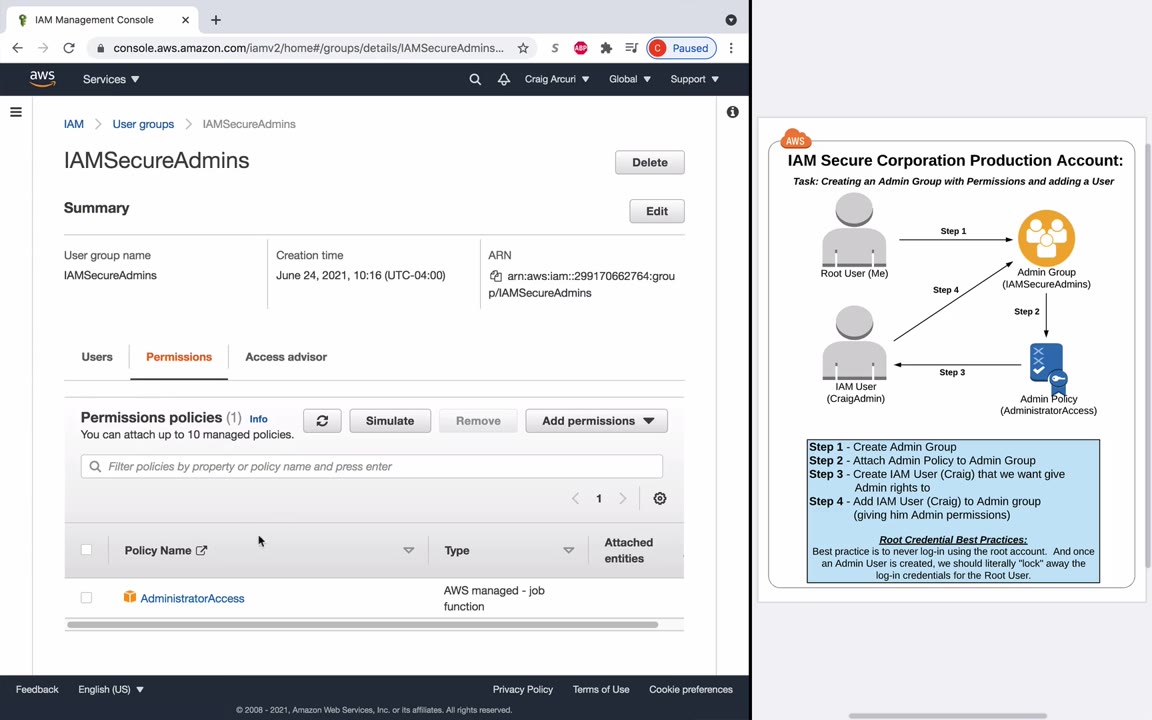 IAM Management Console
console.aws.amazon.com/iamv2/home#/groups/details/IAMSecureAdmins...
S
ABP
C Paused
aws
Services
Craig Arcuri
Global
Support
IAM
User groups
IAMSecureAdmins
IAMSecureAdmins
Delete
Summary
Edit
User group name
IAMSecureAdmins
Creation time
June 24, 2021, 10:16 (UTC-04:00)
ARN
arn:aws:iam::299170662764:grou
p/IAMSecureAdmins
Users
Permissions
Access advisor
Permissions policies (1) Info
You can attach up to 10 managed policies.
Simulate
Remove
Add permissions
Filter policies by property or policy name and press enter
1
Policy Name
Type
Attached
entities
AdministratorAccess
AWS managed - job
function
Feedback
English (US)
Privacy Policy
Terms of Use
Cookie preferences
© 2008 - 2021, Amazon Web Services, Inc. or its affiliates. All rights reserved.
AWS
IAM Secure Corporation Production Account:
Task: Creating an Admin Group with Permissions and adding a User
Step 1
Root User (Me)
Admin Group
(IAMSecureAdmins)
Step 4
Step 2
Step 3
IAM User
(CraigAdmin)
Admin Policy
(AdministratorAccess)
Step 1 - Create Admin Group
Step 2 - Attach Admin Policy to Admin Group
Step 3 - Create IAM User (Craig) that we want give
Admin rights to
Step 4 - Add IAM User (Craig) to Admin group
(giving him Admin permissions)
Root Credential Best Practices:
Best practice is to never log-in using the root account. And once
an Admin User is created, we should literally "lock" away the
log-in credentials for the Root User.